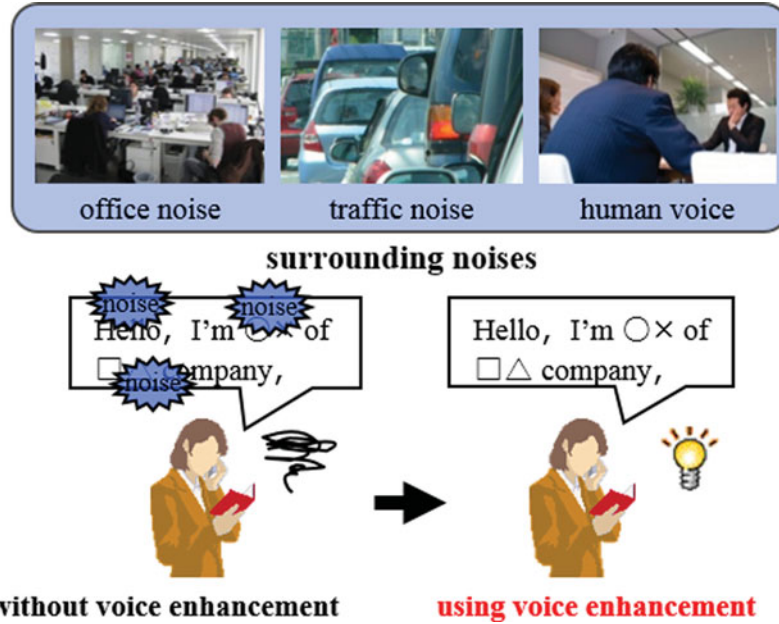 office noise
traffic noise
human voice
surrounding noises
noise
noise
Hello, I'm ○× of
□△ company,
noise
Hello, I'm ○× of
□△ company,
without voice enhancement
using voice enhancement